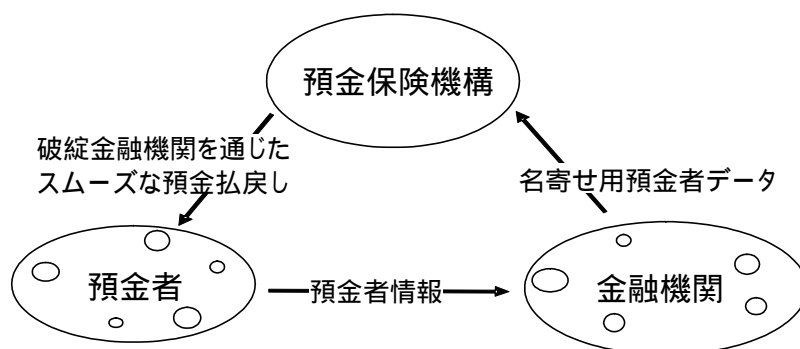 預金保険機構
破綻金融機関を通じた
スムーズな預金払戻し
名寄せ用預金者データ
預金者
預金者情報
金融機関